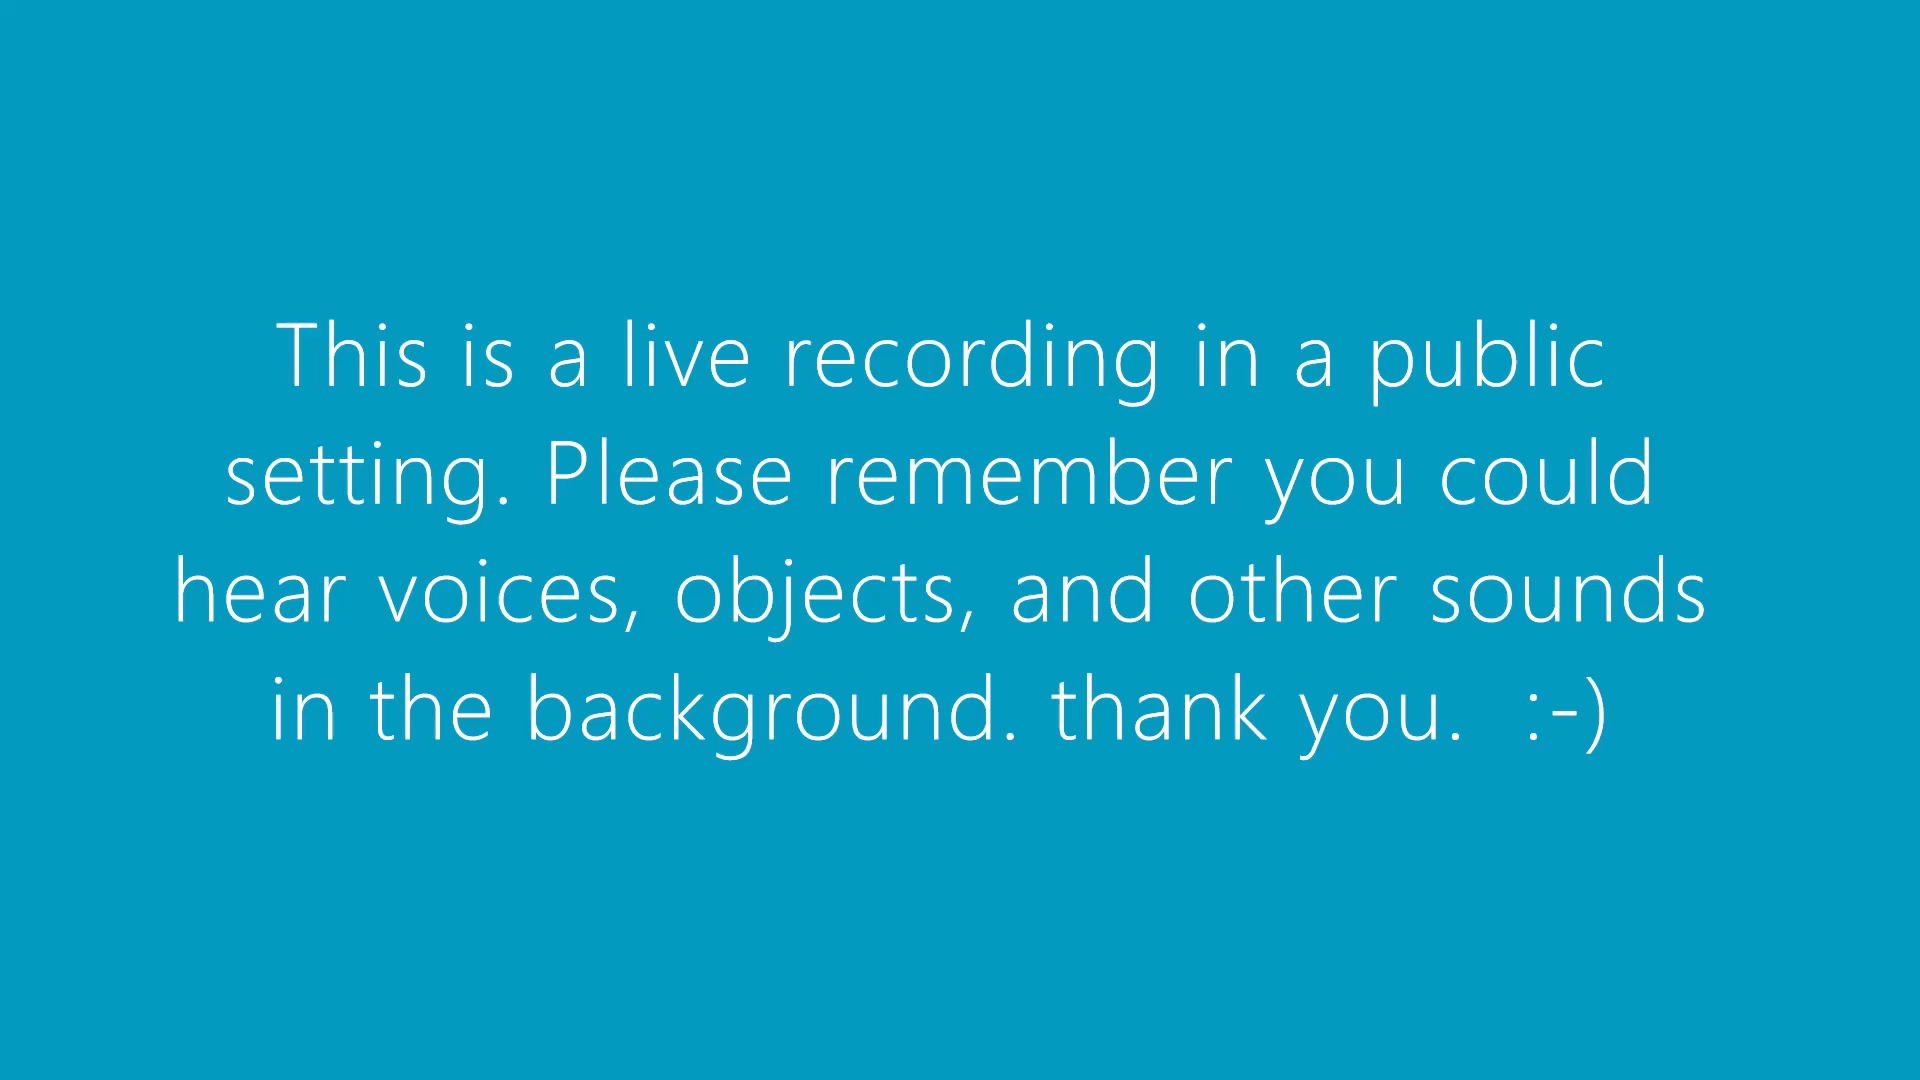 This is a live recording in a public
setting. Please remember you could
hear voices, objects, and other sounds
in the background. thank you.  :-)